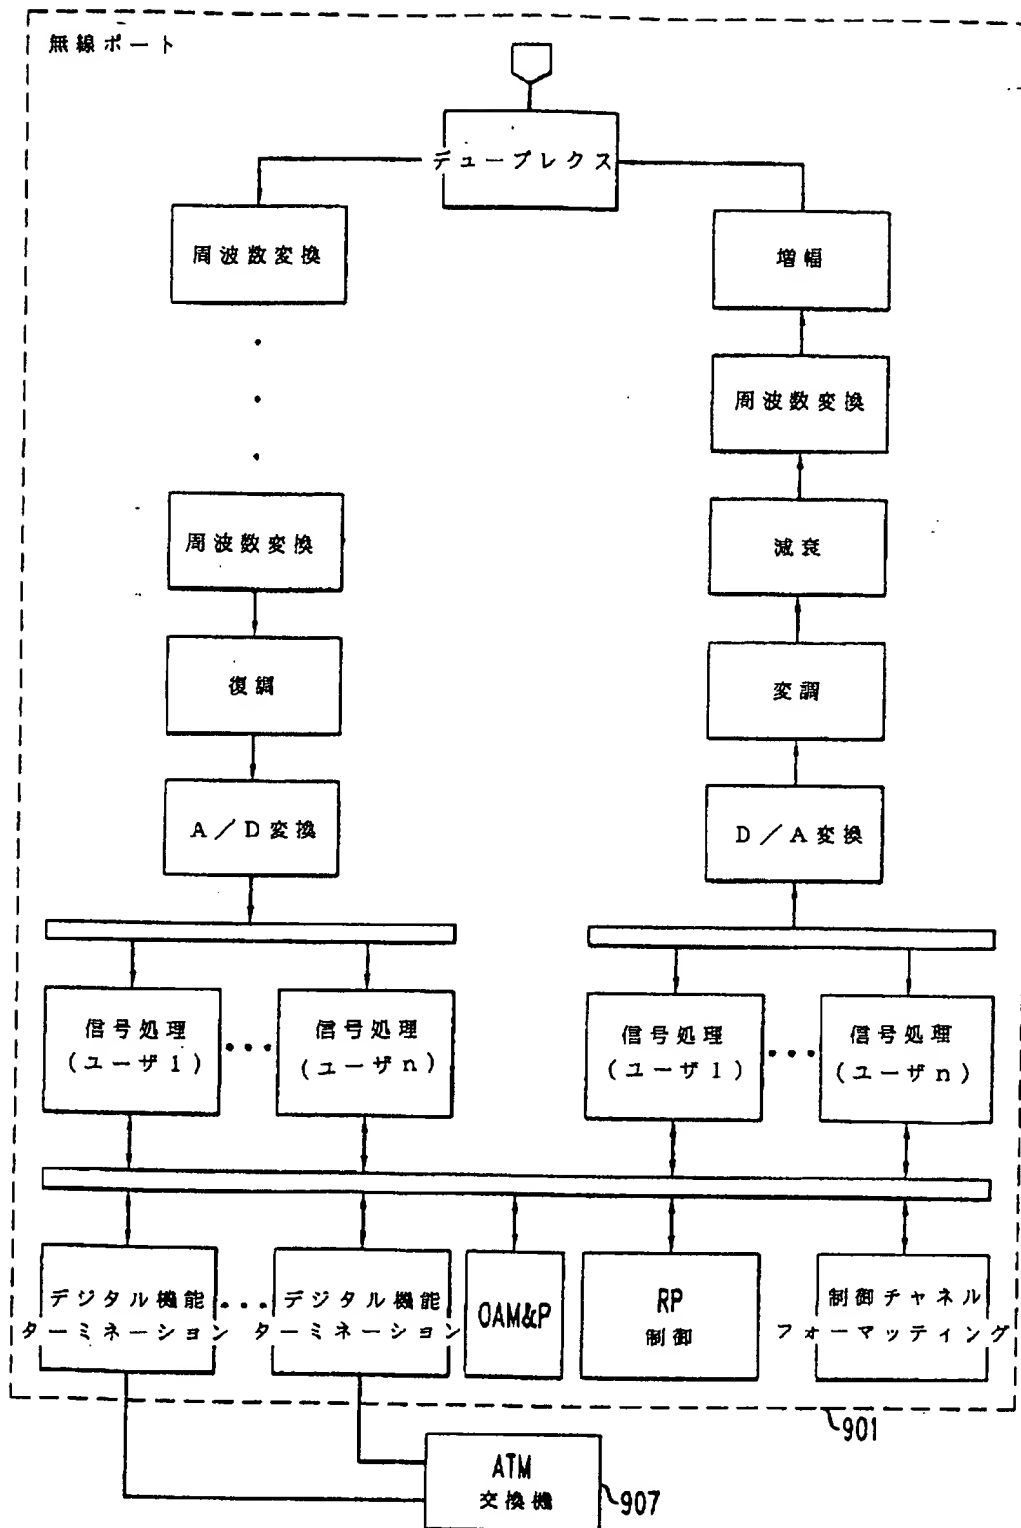 無線ポート
デュープレクス
周波数変換
増幅
周波数変換
周波数変換
減衰
復調
変調
A/D変換
D/A変換
信号処理
(ユーザ1)
・・・
信号処理
(ユーザn)
信号処理
(ユーザ1)
・・・
信号処理
(ユーザn)
デジタル機能
ターミネーション
・・・
デジタル機能
ターミネーション
OAM&P
RP
制御
制御チャネル
フォーマッティング
901
ATM
交換機
907